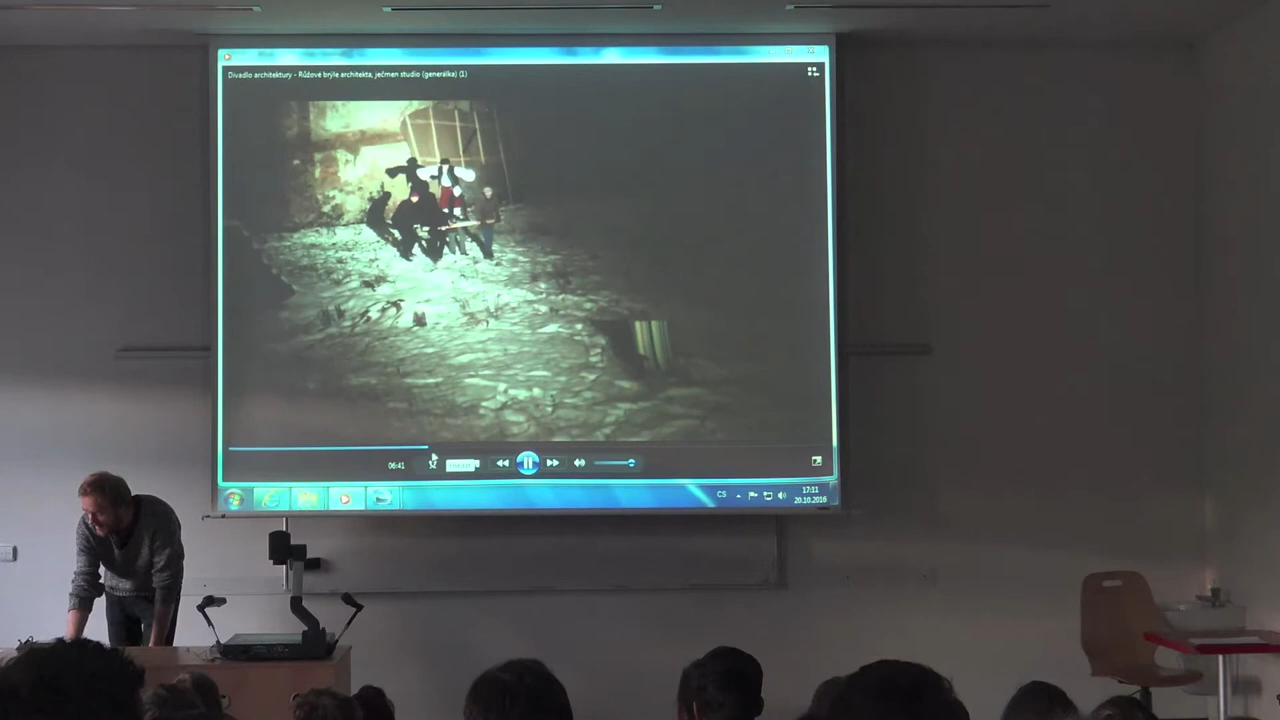 Divadlo architektury - Růžové brýle architekta, ječmen studio (generálka) (1)
06:41
CS
17:11
20.10.2016